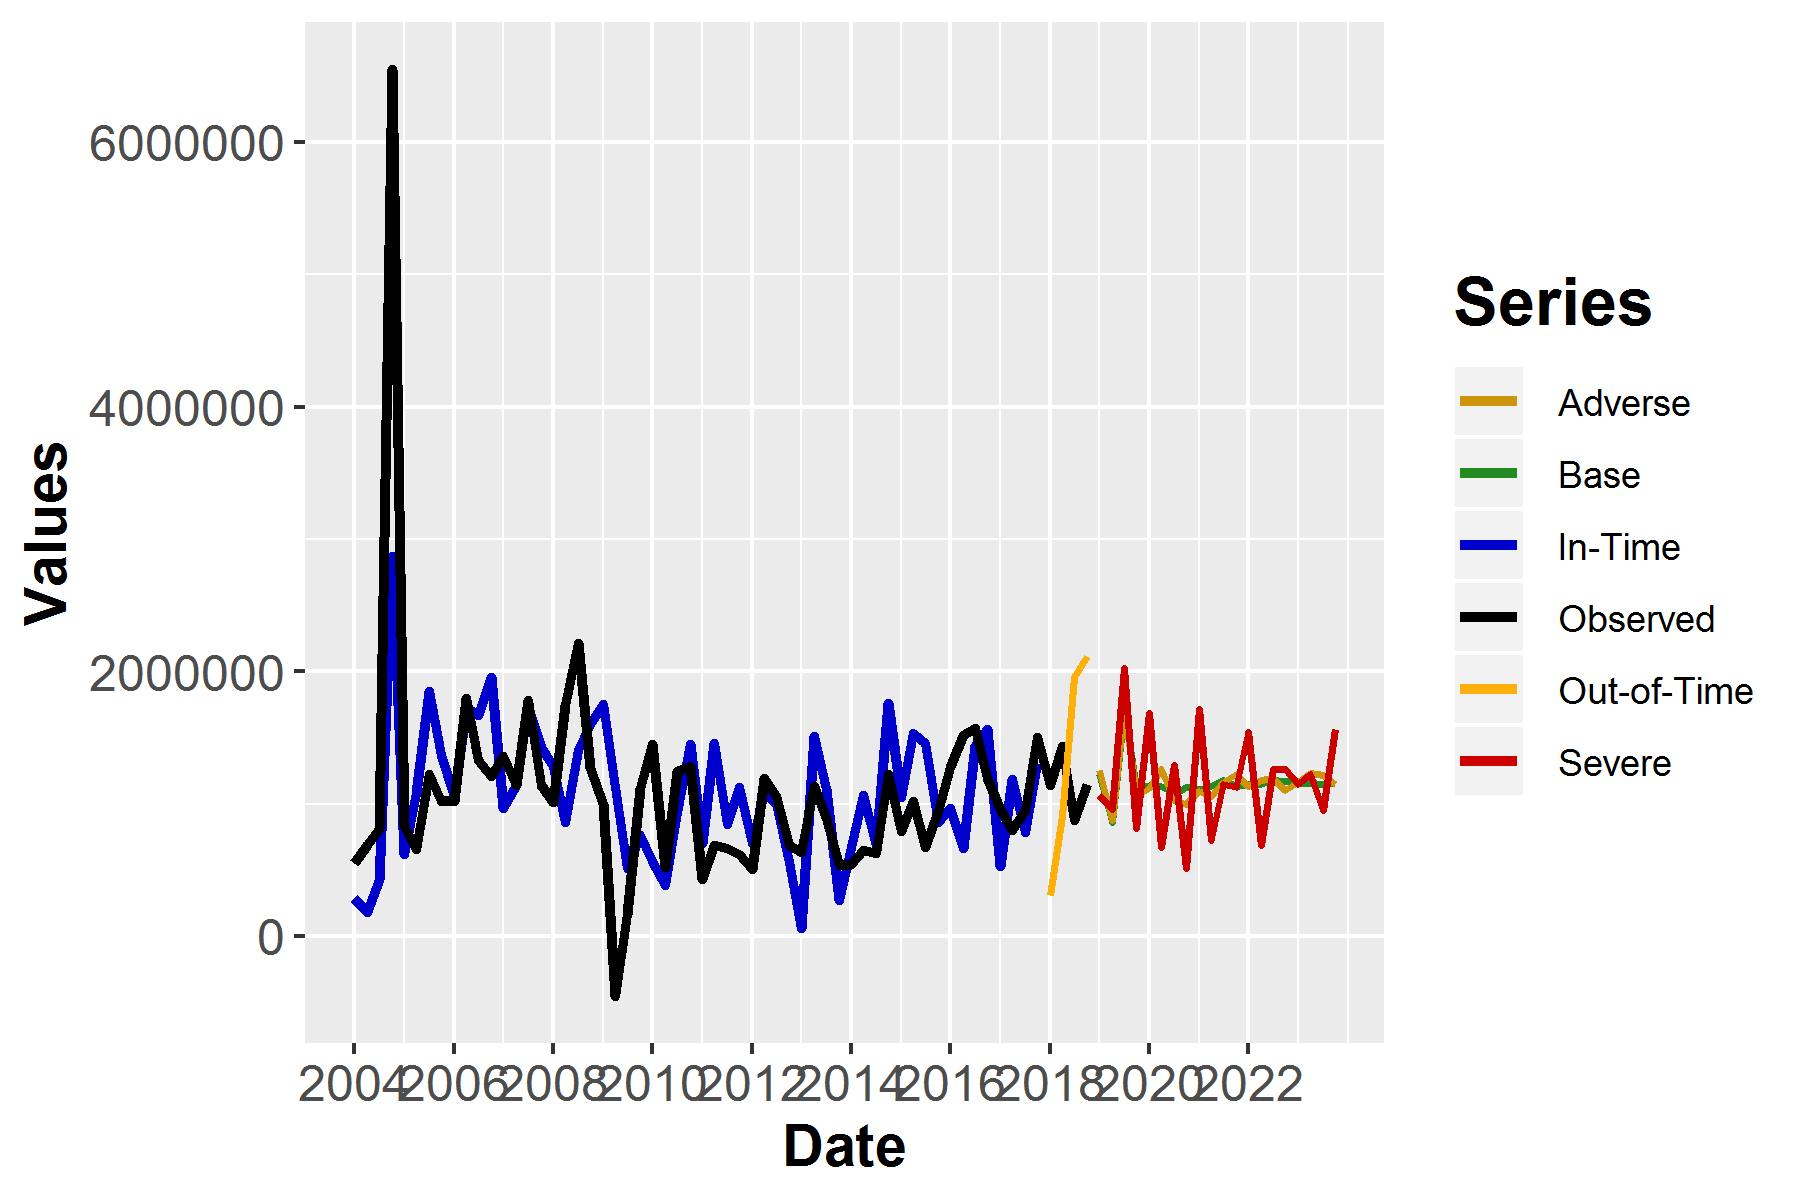 6000000
4000000
2000000
0
Values
2004
2006
2008
2010
2012
2014
2016
2018
2020
2022
Date
Series
Adverse
Base
In-Time
Observed
Out-of-Time
Severe